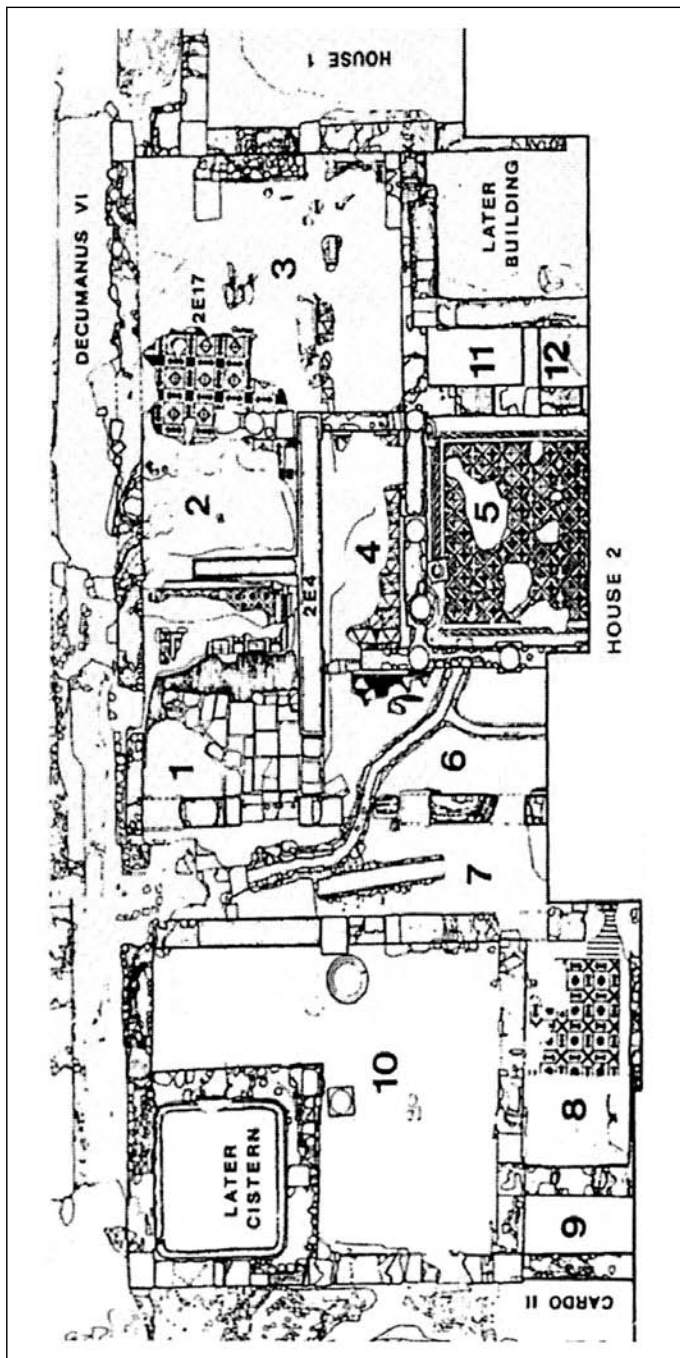 HOUSE 1
DECUMANUS VI
3
2E17
LATER
BUILDING
11
12
2
4
5
2E4
HOUSE 2
1
6
7
10
8
LATER
CISTERN
9
CARDO II